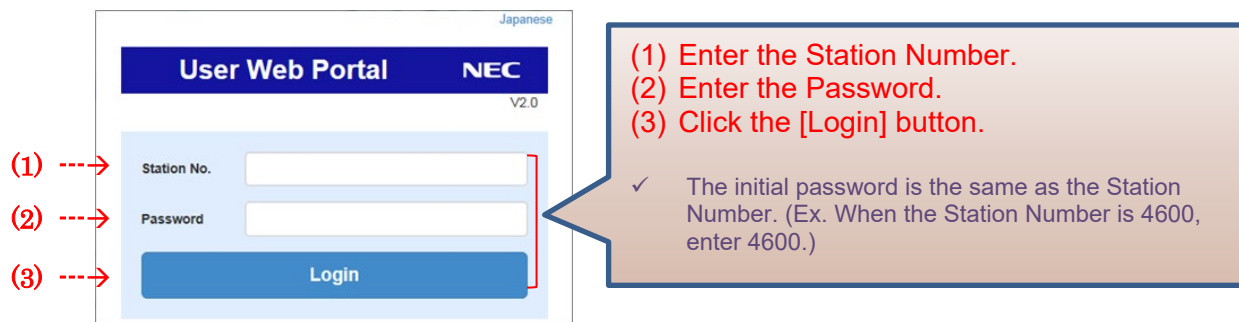 Japanese
User Web Portal NEC
V2.0
(1) Station No.
(2) Password
(3) Login
(1) Enter the Station Number.
(2) Enter the Password.
(3) Click the [Login] button.
✓ The initial password is the same as the Station
Number. (Ex. When the Station Number is 4600,
enter 4600.)